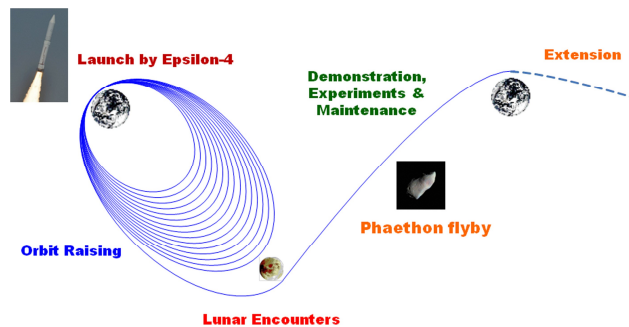 Launch by Epsilon-4
Extension
Demonstration,
Experiments &
Maintenance
Phaethon flyby
Orbit Raising
Lunar Encounters